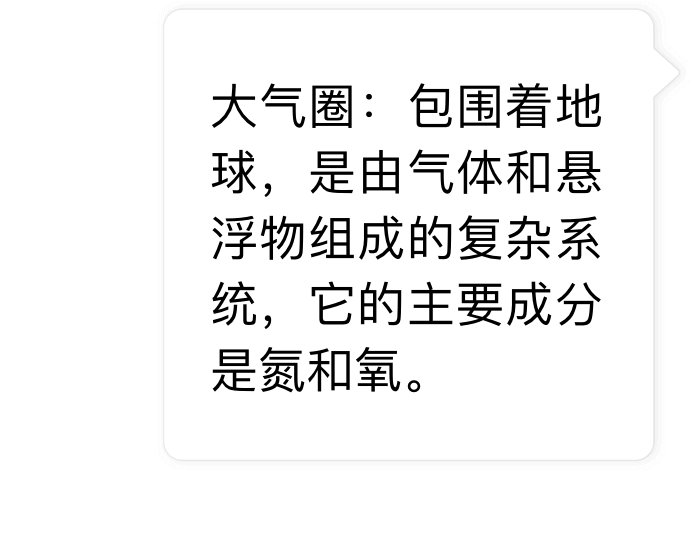 大气圈：包围着地
球，是由气体和悬
浮物组成的复杂系
统，它的主要成分
是氮和氧。